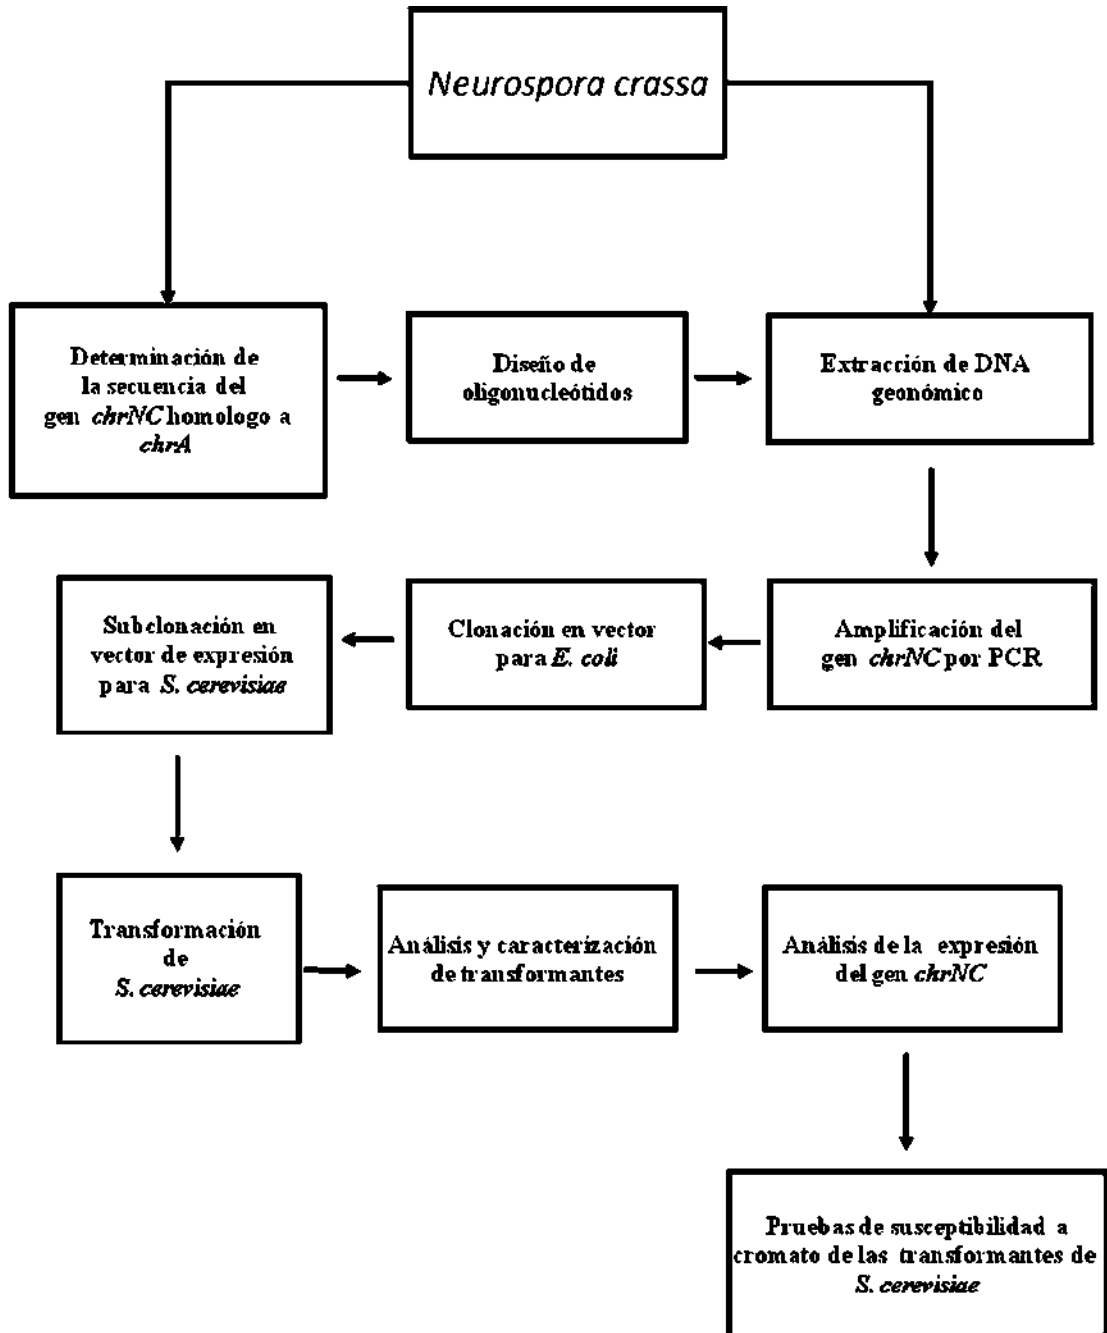 Neurospora crassa
Determinación de
la secuencia del
gen chrNC homologo a
chrA
Diseño de
oligonucleótidos
Extracción de DNA
geonómico
Subclonación en
vector de expresión
para S. cerevisiae
Clonación en vector
para E. coli
Amplificación del
gen chrNC por PCR
Transformación
de
S. cerevisiae
Análisis y caracterización
de transformantes
Análisis de la expresión
del gen chrNC
Pruebas de susceptibilidad a
cromato de las transformantes de
S. cerevisiae